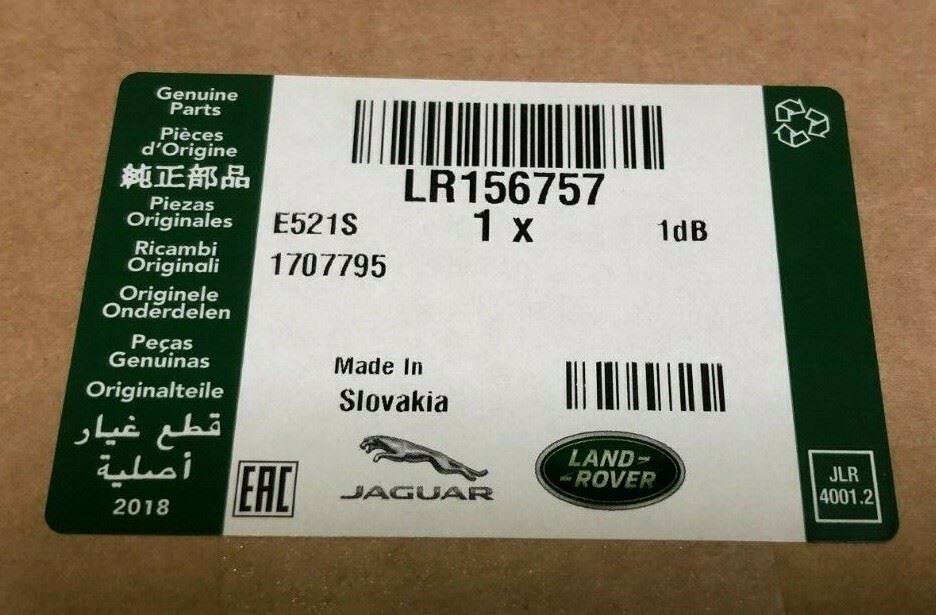 Genuine
Parts
Pièces
d'Origine
純正部品
Piezas
Originales
Ricambi
Originali
Originele
Onderdelen
Peças
Genuinas
Originalteile
قطع غيار
أصلية
2018
LR156757
E521S
1 x
1dB
1707795
Made In
Slovakia
EAC
JAGUAR
LAND-
-ROVER
JLR
4001.2